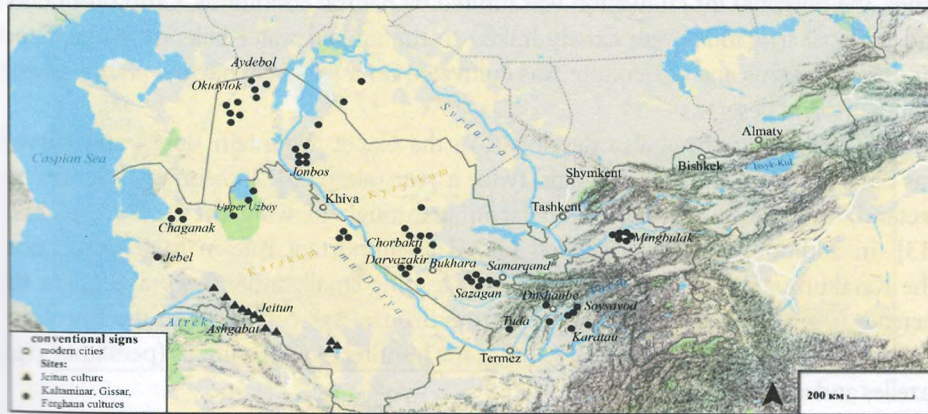 Aydebol
Oktoylok
Syrdarya
Almaty
Bishkek
Issyk-Kul
Caspian Sea
Jonbos
Kyzylkum
Shymkent
Khiva
Upper Uzboy
Tashkent
Chaganak
Mingbulak
Chorbakti
Jebel
Karakum
Amu Darya
Darvazakir
Bukhara
Samarqand
Sazagan
Jeitun
Dushanbe
Soysayod
Atrek
Ashgabat
Tuda
Karatau
Termez
conventional signs
modern cities
Sites:
Jeitun culture
Kaltaminar, Gissar,
Ferghana cultures
200 км